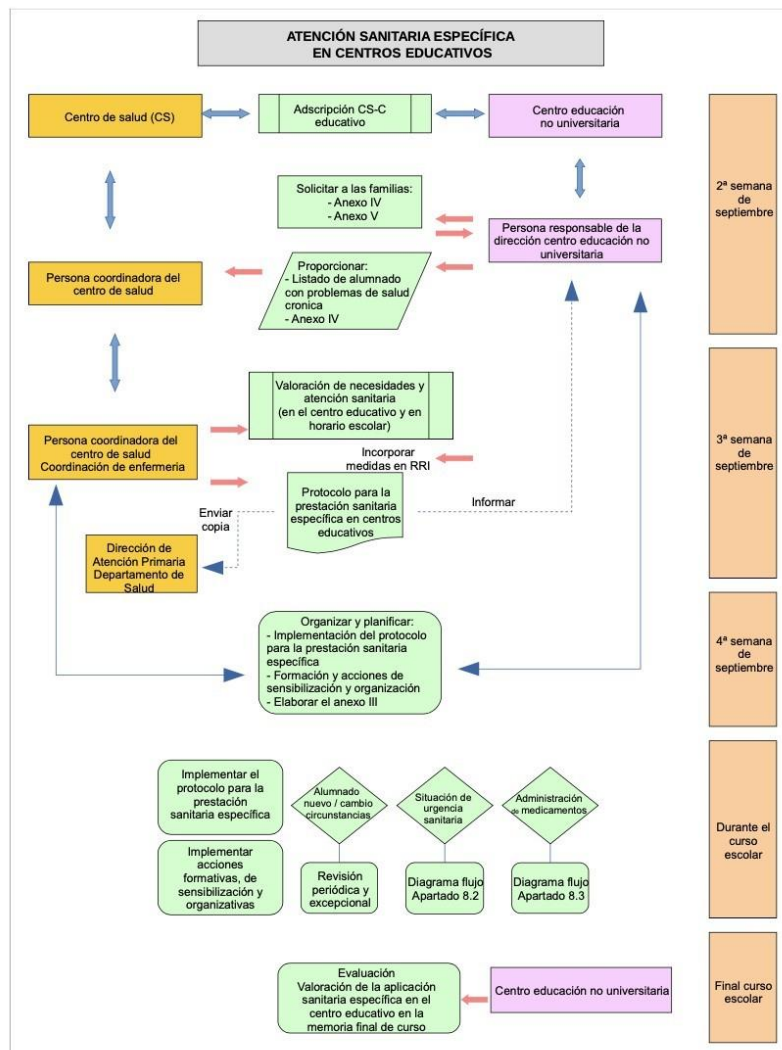 ATENCIÓN SANITARIA ESPECÍFICA
EN CENTROS EDUCATIVOS
Centro de salud (CS)
Adscripción CS-C
educativo
Centro educación
no universitaria
2ª semana
de
septiembre
Solicitar a las familias:
- Anexo IV
- Anexo V
Persona responsable de la
dirección centro educación no
universitaria
Persona coordinadora del
centro de salud
Proporcionar:
- Listado de alumnado
con problemas de salud
cronica
- Anexo IV
3ª semana
de
septiembre
Valoración de necesidades y
atención sanitaria
(en el centro educativo y en
horario escolar)
Persona coordinadora del
centro de salud
Coordinación de enfermeria
Incorporar
medidas en RRI
Protocolo para la
prestación sanitaria
específica en centros
educativos
Informar
Enviar
copia
Dirección de
Atención Primaria
Departamento de
Salud
4ª semana
de
septiembre
Organizar y planificar:
- Implementación del protocolo
para la prestación sanitaria
específica
- Formación y acciones de
sensibilización y organización
- Elaborar el anexo III
Durante el
curso
escolar
Implementar el
protocolo para la
prestación
sanitaria específica
Alumnado
nuevo / cambio
circunstancias
Situación de
urgencia
sanitaria
Administración
de medicamentos
Implementar
acciones
formativas, de
sensibilización y
organizativas
Revisión
periódica y
excepcional
Diagrama flujo
Apartado 8.2
Diagrama flujo
Apartado 8.3
Final curso
escolar
Evaluación
Valoración de la aplicación
sanitaria específica en el
centro educativo en la
memoria final de curso
Centro educación no universitaria